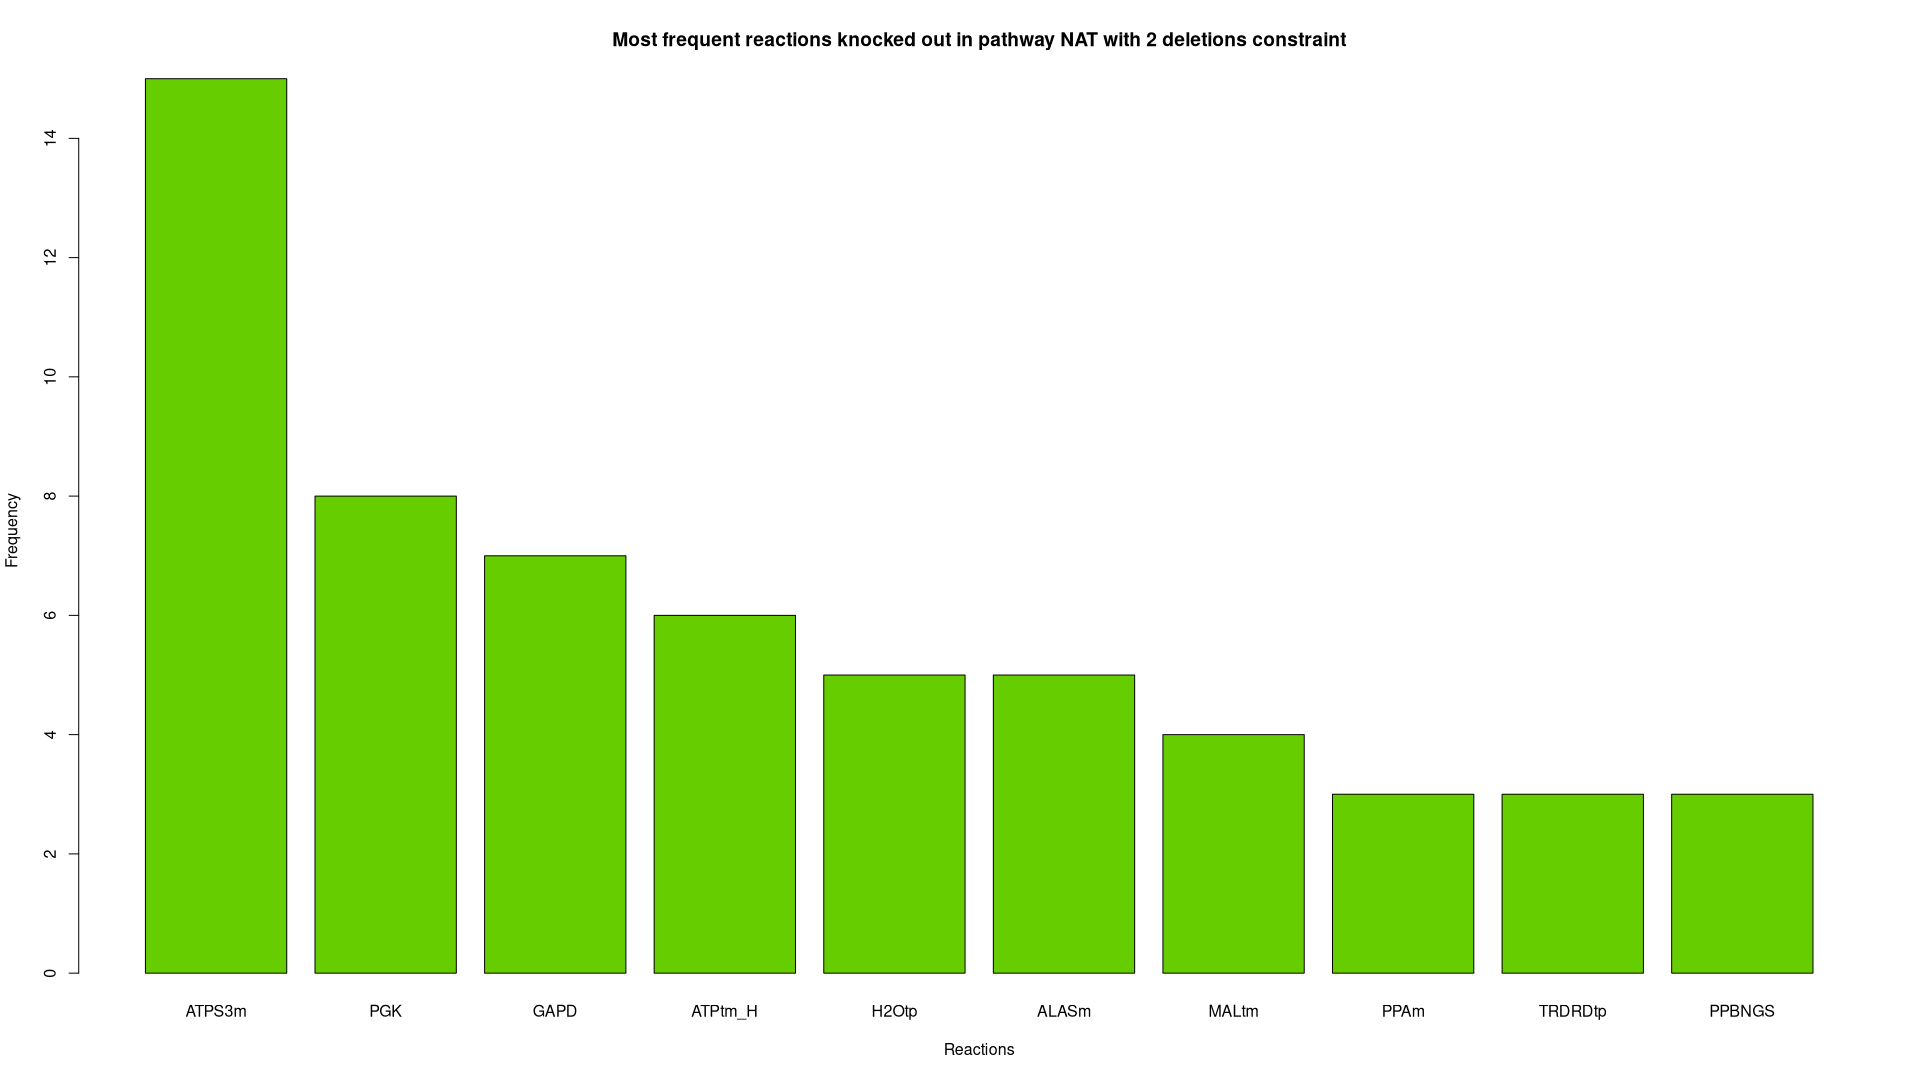 Most frequent reactions knocked out in pathway NAT with 2 deletions constraint
14
12
10
8
6
4
2
0
Frequency
ATPS3m PGK GAPD ATPtm_H H2Otp ALASm MALtm PPAm TRDRDtp PPBNGS
Reactions